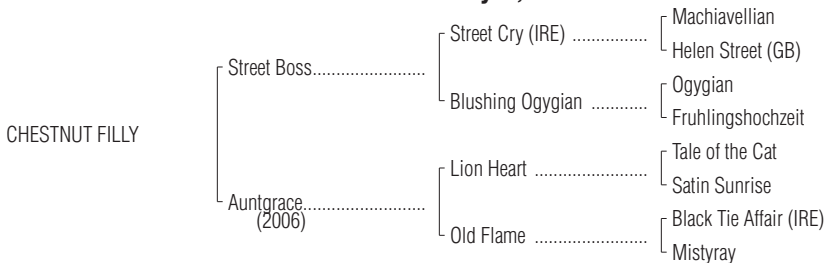 Machiavellian
Street Cry (IRE) ................
Helen Street (GB)
Street Boss........................
Ogygian
Blushing Ogygian ............
Fruhlingshochzeit
CHESTNUT FILLY
Tale of the Cat
Lion Heart ........................
Satin Sunrise
Auntgrace..........................
(2006)
Black Tie Affair (IRE)
Old Flame ........................
Mistyray